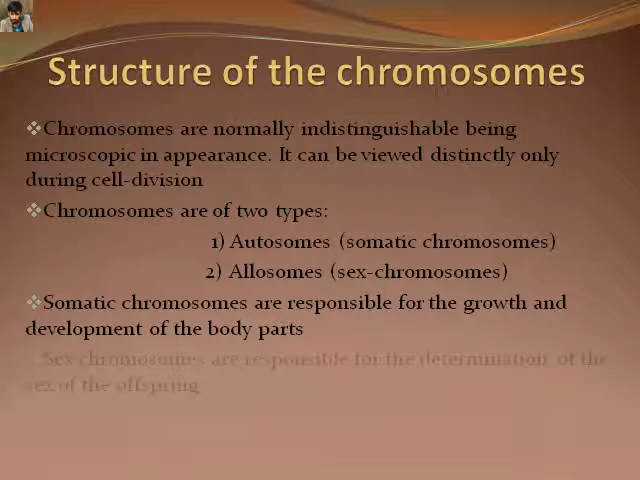 Structure of the chromosomes
❖Chromosomes are normally indistinguishable being
microscopic in appearance. It can be viewed distinctly only
during cell-division
❖Chromosomes are of two types:
1) Autosomes (somatic chromosomes)
2) Allosomes (sex-chromosomes)
❖Somatic chromosomes are responsible for the growth and
development of the body parts
Sex chromosomes are responsible for the determination of the
sex of the offspring